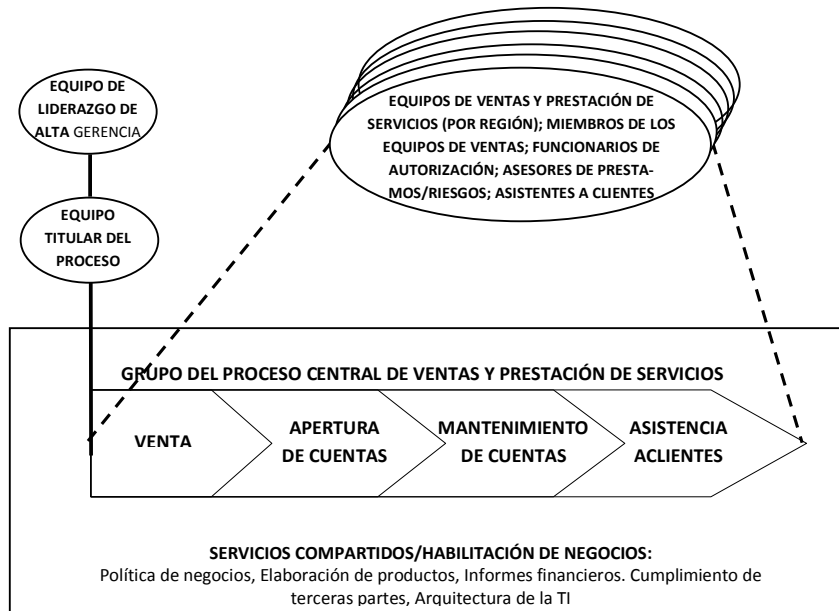 EQUIPO DE
LIDERAZGO DE
ALTA GERENCIA
EQUIPO
TITULAR DEL
PROCESO
EQUIPOS DE VENTAS Y PRESTACIÓN DE
SERVICIOS (POR REGIÓN); MIEMBROS DE LOS
EQUIPOS DE VENTAS; FUNCIONARIOS DE
AUTORIZACIÓN; ASESORES DE PRESTA-
MOS/RIESGOS; ASISTENTES A CLIENTES
GRUPO DEL PROCESO CENTRAL DE VENTAS Y PRESTACIÓN DE SERVICIOS
VENTA
APERTURA
DE CUENTAS
MANTENIMIENTO
DE CUENTAS
ASISTENCIA
ACLIENTES
SERVICIOS COMPARTIDOS/HABILITACIÓN DE NEGOCIOS:
Política de negocios, Elaboración de productos, Informes financieros. Cumplimiento de
terceras partes, Arquitectura de la TI